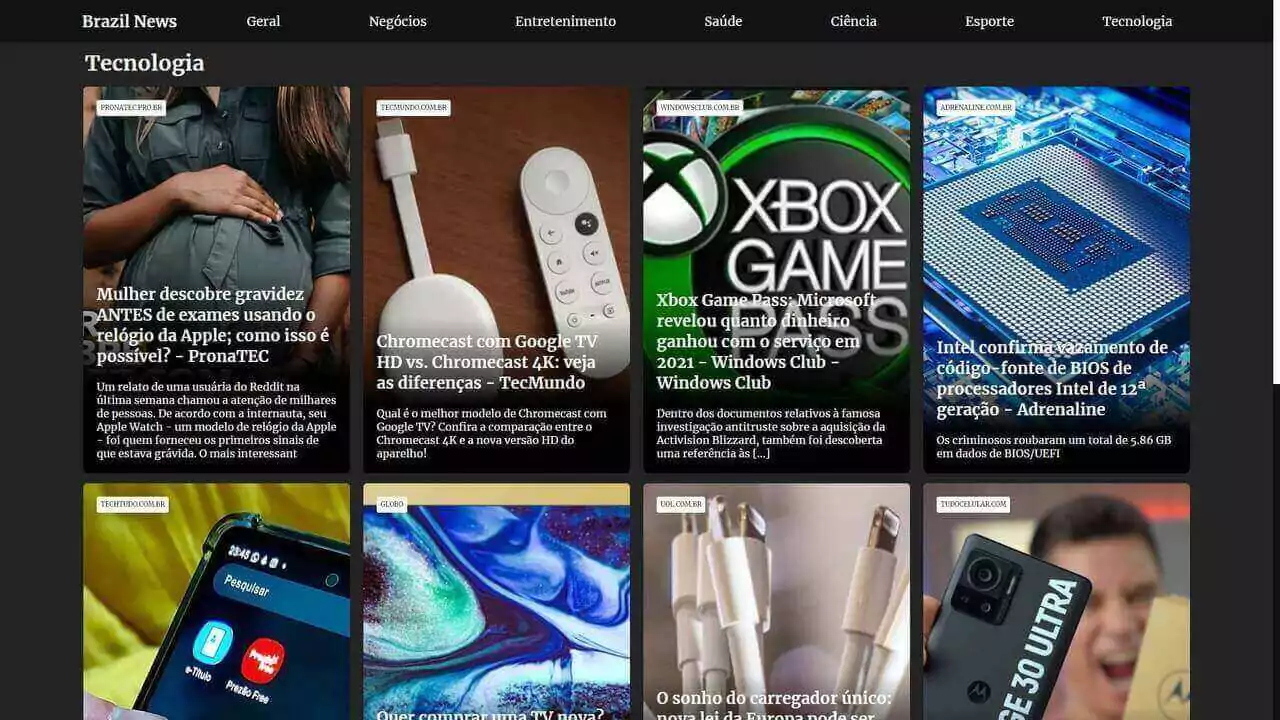 Brazil News
Geral
Negócios
Entretenimento
Saúde
Ciência
Esporte
Tecnologia
Tecnologia
PRONATEC.PRO.BR
Mulher descobre gravidez
ANTES de exames usando o
relógio da Apple; como isso é
possível? - PronaTEC
Um relato de uma usuária do Reddit na
última semana chamou a atenção de milhares
de pessoas. De acordo com a internauta, seu
Apple Watch - um modelo de relógio da Apple
- foi quem forneceu os primeiros sinais de
que estava grávida. O mais interessant
TECMUNDO.COM.BR
Chromecast com Google TV
HD vs. Chromecast 4K: veja
as diferenças - TecMundo
Qual é o melhor modelo de Chromecast com
Google TV? Confira a comparação entre o
Chromecast 4K e a nova versão HD do
aparelho!
WINDOWSCLUB.COM.BR
XBOX
GAME
PASS
Xbox Game Pass: Microsoft
revelou quanto dinheiro
ganhou com o serviço em
2021 - Windows Club -
Windows Club
Dentro dos documentos relativos à famosa
investigação antitruste sobre a aquisição da
Activision Blizzard, também foi descoberta
uma referência às [...]
ADRENALINE.COM.BR
Intel confirma vazamento de
código-fonte de BIOS de
processadores Intel de 12ª
geração - Adrenaline
Os criminosos roubaram um total de 5.86 GB
em dados de BIOS/UEFI
TECHTUDO.COM.BR
23:45
Pesquisar
e-Título
Prezão Free
GLOBO
Quer comprar uma TV nova?
UOL.COM.BR
O sonho do carregador único:
nova lei da Europa pode ser
TUDOCELULAR.COM
GE 30 ULTRA